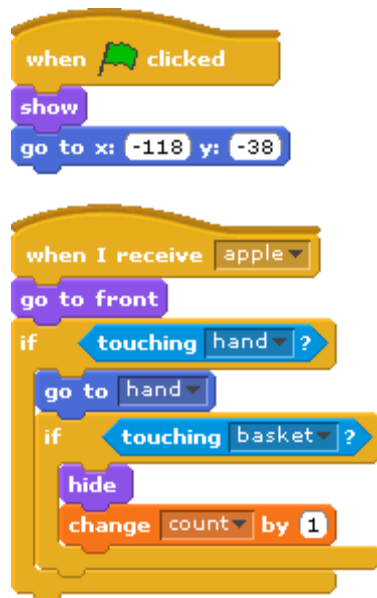 when clicked
show
go to x: -118 y: -38
when I receive apple
go to front
if touching hand ?
go to hand
if touching basket ?
hide
change count by 1